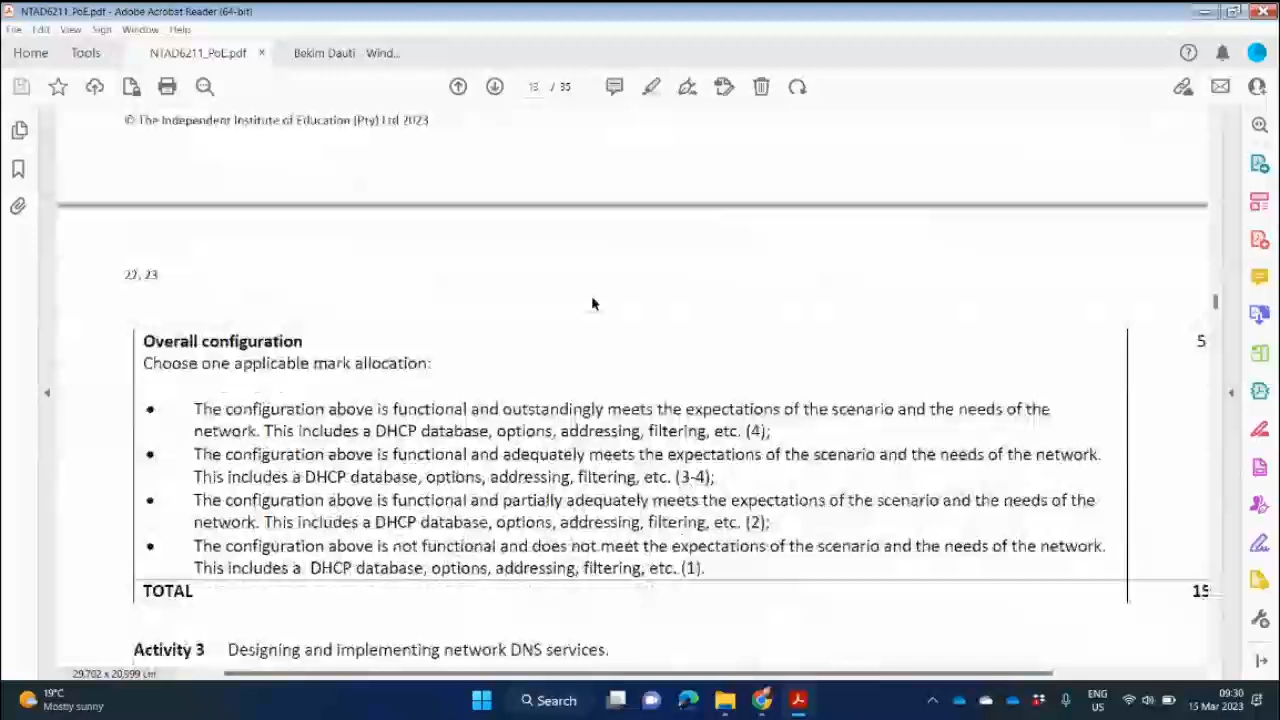 NTAD6211_PoE.pdf - Adobe Acrobat Reader (64-bit)
File Edit View Sign Window Help
Home Tools NTAD6211_PoE.pdf × Bekim Dauti - Wind...
13 / 35
© The Independent Institute of Education (Pty) Ltd 2023
22, 23
Overall configuration 5
Choose one applicable mark allocation:
• The configuration above is functional and outstandingly meets the expectations of the scenario and the needs of the
network. This includes a DHCP database, options, addressing, filtering, etc. (4);
• The configuration above is functional and adequately meets the expectations of the scenario and the needs of the network.
This includes a DHCP database, options, addressing, filtering, etc. (3-4);
• The configuration above is functional and partially adequately meets the expectations of the scenario and the needs of the
network. This includes a DHCP database, options, addressing, filtering, etc. (2);
• The configuration above is not functional and does not meet the expectations of the scenario and the needs of the network.
This includes a DHCP database, options, addressing, filtering, etc. (1).
TOTAL 15
Activity 3 Designing and implementing network DNS services.
19°C
Mostly sunny
Search
ENG
US
09:30
15 Mar 2023